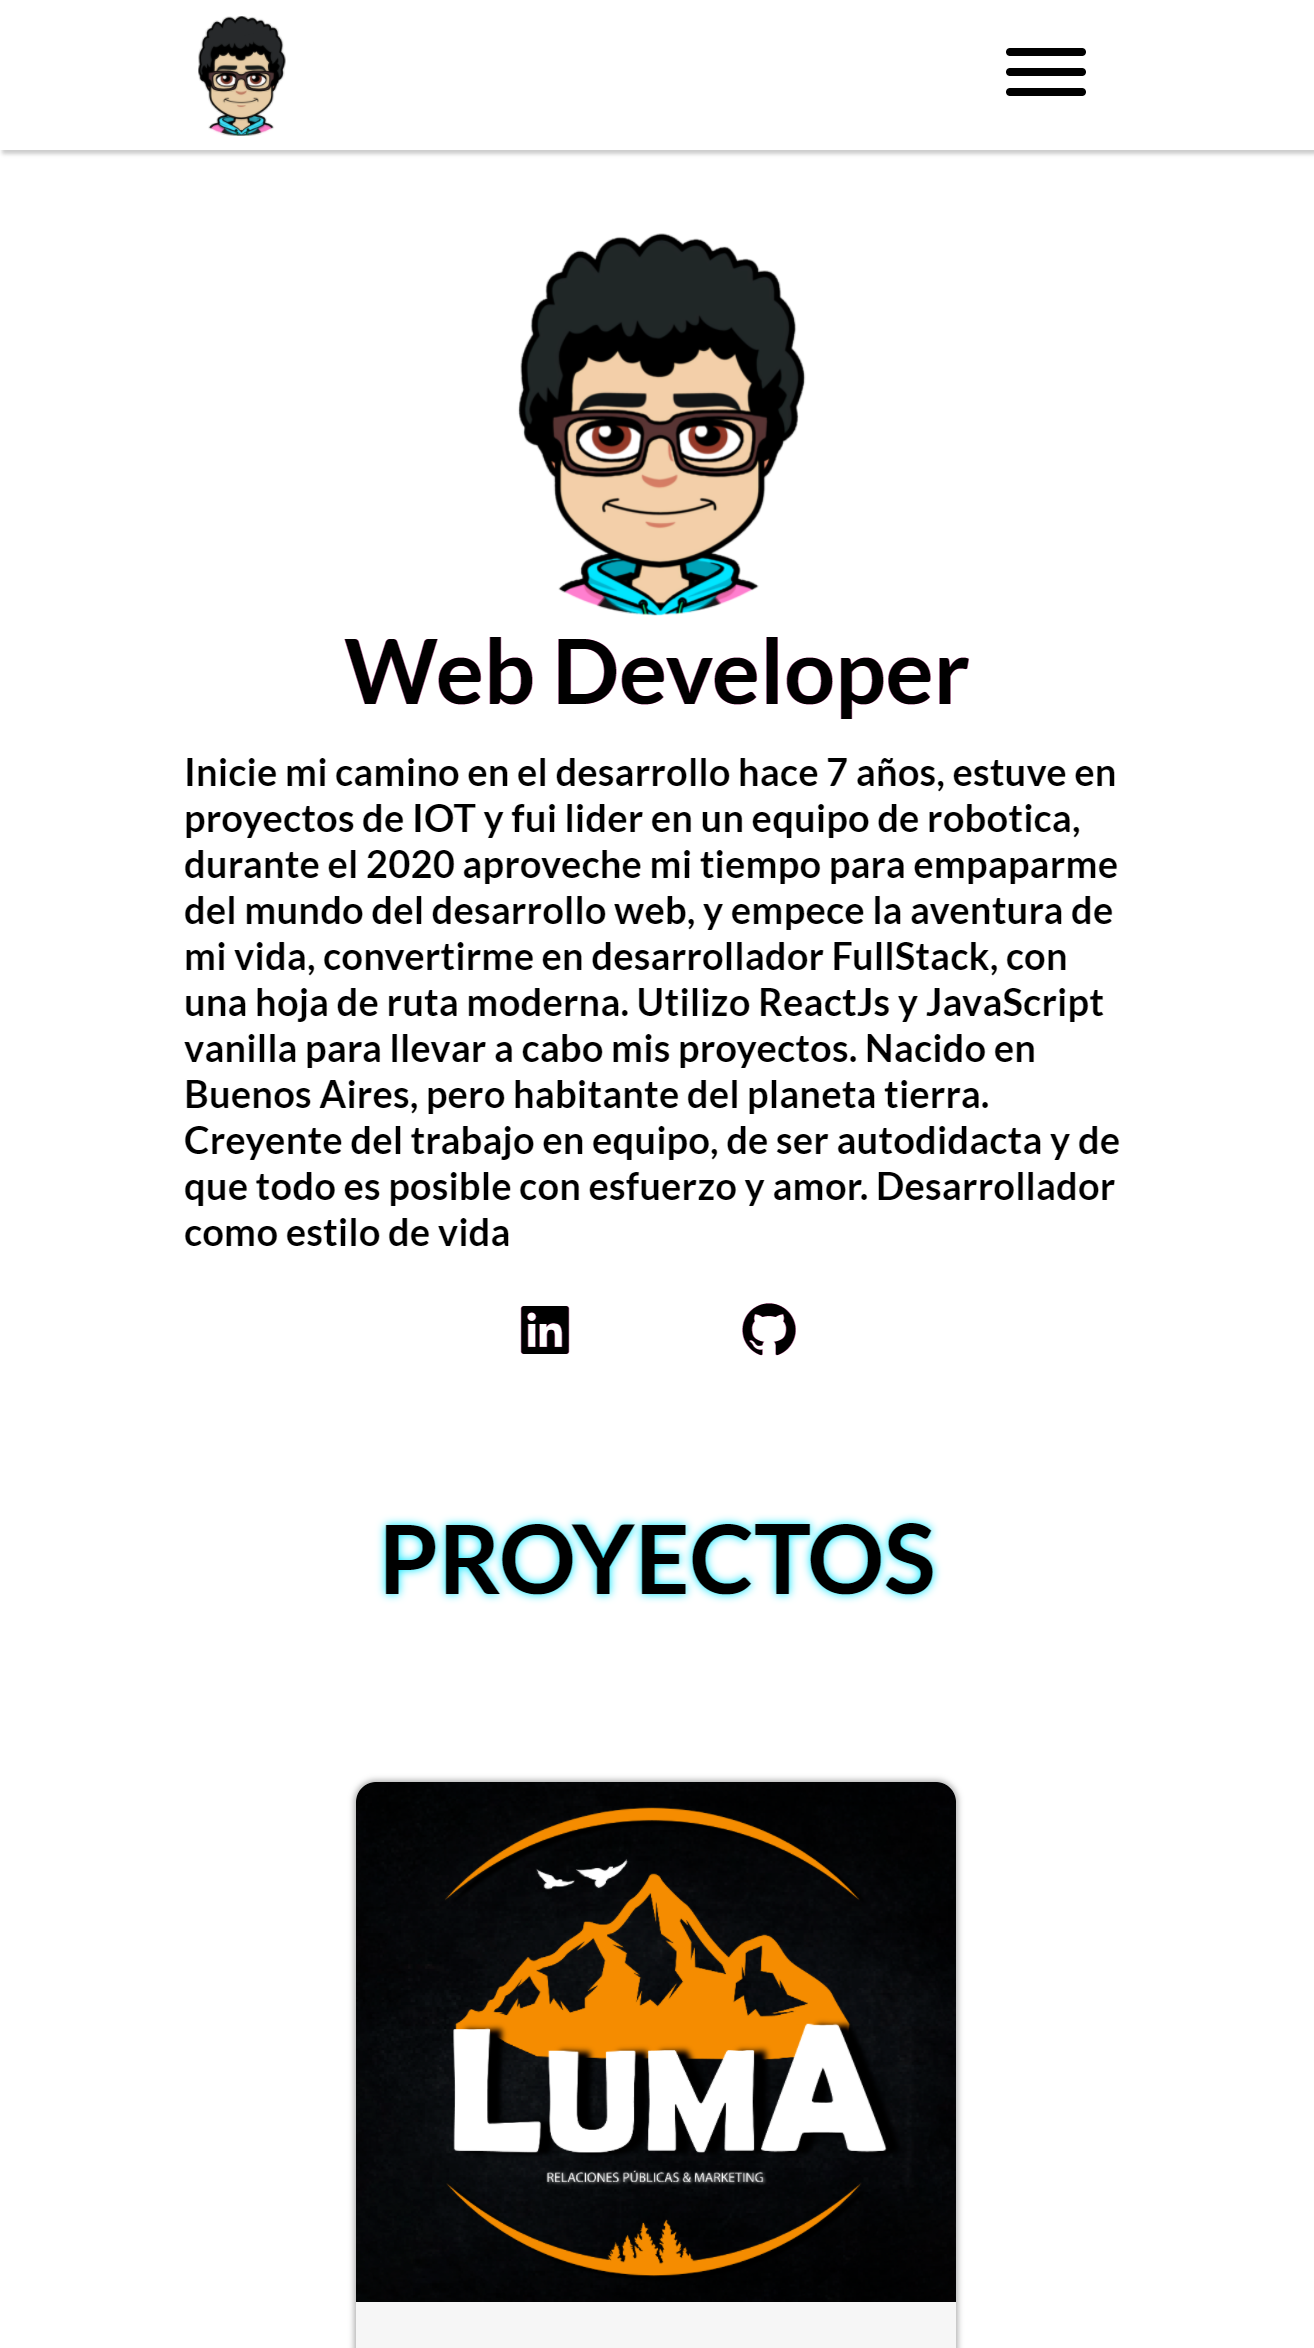 Web Developer
Inicie mi camino en el desarrollo hace 7 años, estuve en
proyectos de IOT y fui lider en un equipo de robotica,
durante el 2020 aproveche mi tiempo para empaparme
del mundo del desarrollo web, y empece la aventura de
mi vida, convertirme en desarrollador FullStack, con
una hoja de ruta moderna. Utilizo ReactJs y JavaScript
vanilla para llevar a cabo mis proyectos. Nacido en
Buenos Aires, pero habitante del planeta tierra.
Creyente del trabajo en equipo, de ser autodidacta y de
que todo es posible con esfuerzo y amor. Desarrollador
como estilo de vida
in
PROYECTOS
LUMA
RELACIONES PÚBLICAS & MARKETING